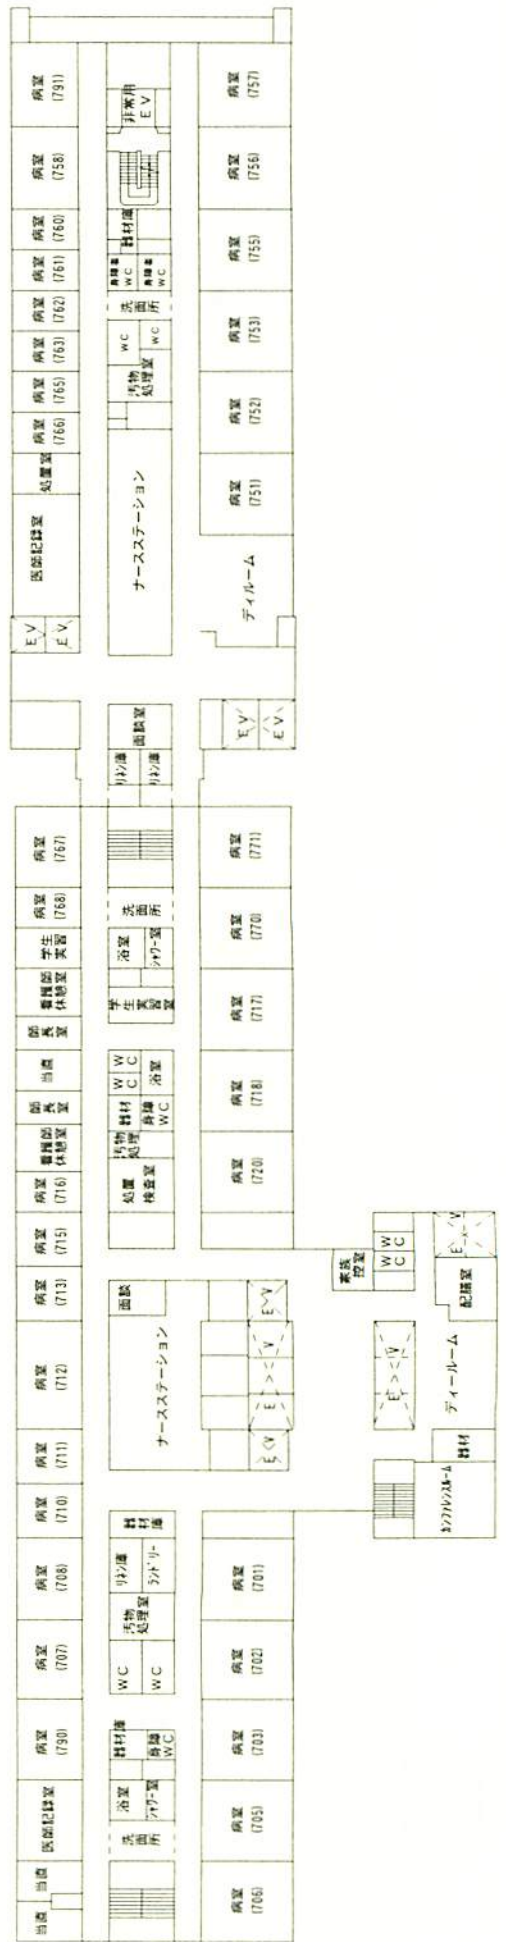 病室
(791)
病室
(758)
病室
(760)
病室
(761)
病室
(762)
病室
(763)
病室
(765)
病室
(766)
処置室
医師記録室
EV
EV
非常用
EV
器材庫
身障者
WC
身障者
WC
洗面所
WC
WC
汚物
処理室
ナースステーション
病室
(757)
病室
(756)
病室
(755)
病室
(753)
病室
(752)
病室
(751)
ディルーム
面談室
リネン庫
リネン庫
EV
EV
病室
(767)
病室
(768)
学生
実習
看護師
休憩室
師長室
当直
師長室
看護師
休憩室
病室
(716)
病室
(715)
病室
(713)
病室
(712)
病室
(711)
病室
(710)
病室
(708)
病室
(707)
病室
(790)
医師記録室
当直
当直
洗面所
浴室
シャワー室
学生実習室
WC
WC
浴室
器材
身障
WC
汚物
処理
処置
検査室
面談
ナースステーション
器材庫
リネン庫
ランドリー
汚物
処理室
WC
WC
器材庫
身障
WC
浴室
シャワー室
洗面所
病室
(771)
病室
(770)
病室
(717)
病室
(718)
病室
(720)
EV
EV
EV
病室
(701)
病室
(702)
病室
(703)
病室
(705)
病室
(706)
家族
控室
WC
WC
EV
配膳室
EV
ディールーム
器材
カンファレンスルーム